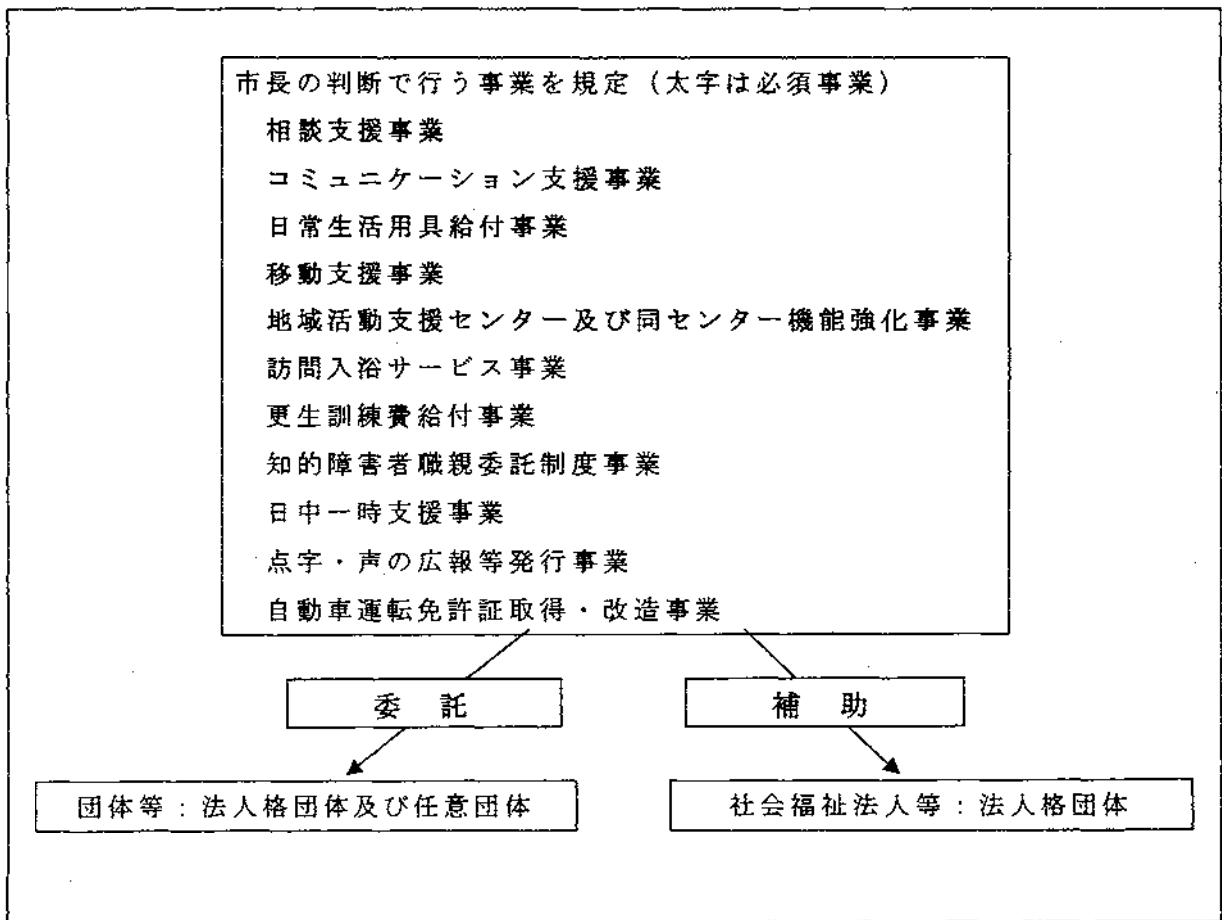 市長の判断で行う事業を規定（太字は必須事業）
相談支援事業
コミュニケーション支援事業
日常生活用具給付事業
移動支援事業
地域活動支援センター及び同センター機能強化事業
訪問入浴サービス事業
更生訓練費給付事業
知的障害者職親委託制度事業
日中一時支援事業
点字・声の広報等発行事業
自動車運転免許証取得・改造事業
委　託
補　助
団体等：法人格団体及び任意団体
社会福祉法人等：法人格団体